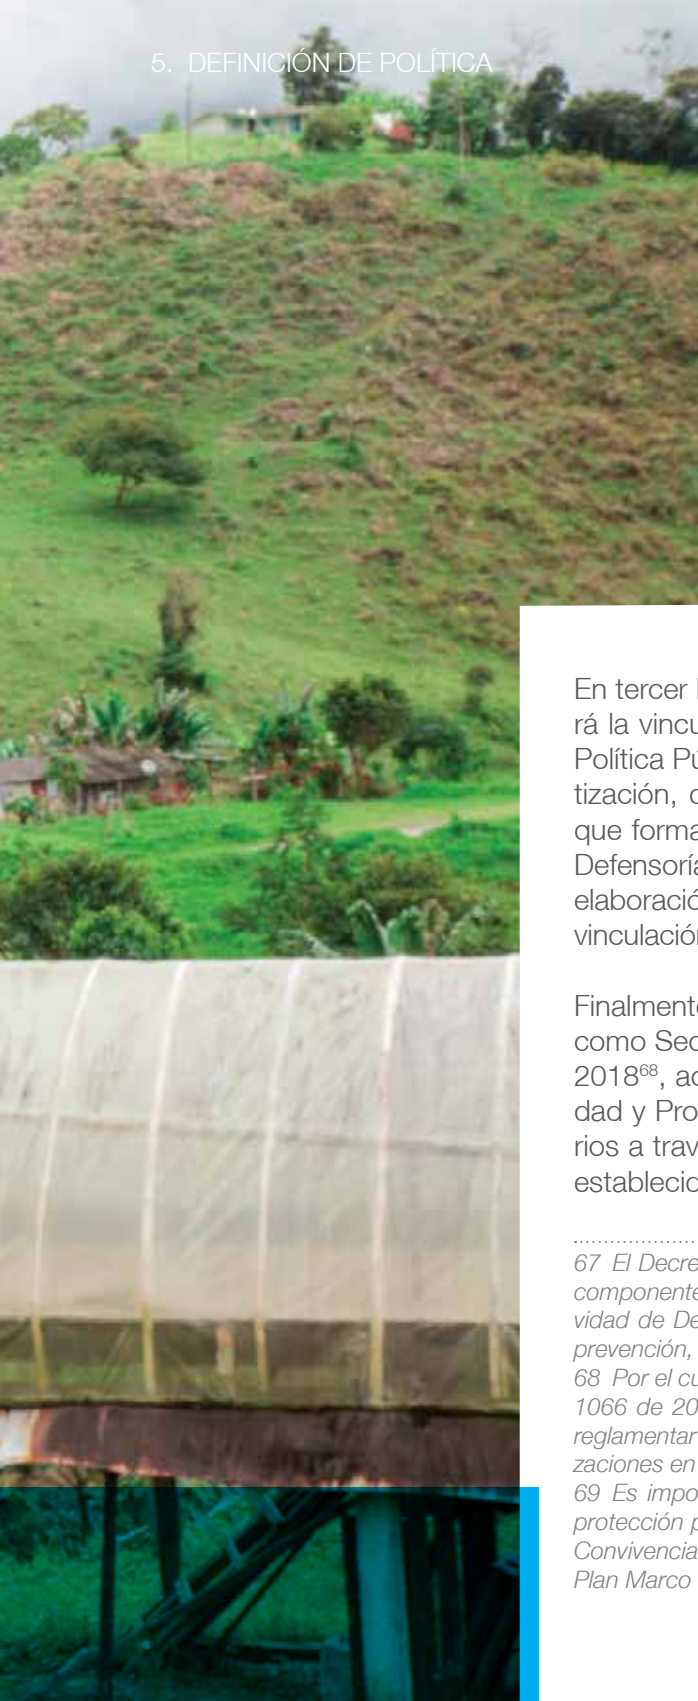 5. DEFINICIÓN DE POLÍTICA
En tercer
rá la vincu
Política Pú
tización, c
que forma
Defensoría
elaboració
vinculación
Finalmente
como Sec
2018⁶⁸, ac
dad y Pro
rios a trav
establecid
67 El Decre
componente
vidad de De
prevención,
68 Por el cu
1066 de 20
reglamentar
zaciones en
69 Es impo
protección p
Convivencia
Plan Marco